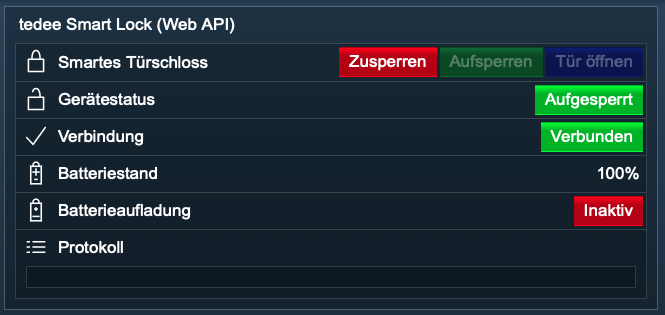 tedee Smart Lock (Web API)
Smartes Türschloss Zusperren Aufsperren Tür öffnen
Gerätestatus Aufgesperrt
Verbindung Verbunden
Batteriestand 100%
Batterieaufladung Inaktiv
Protokoll